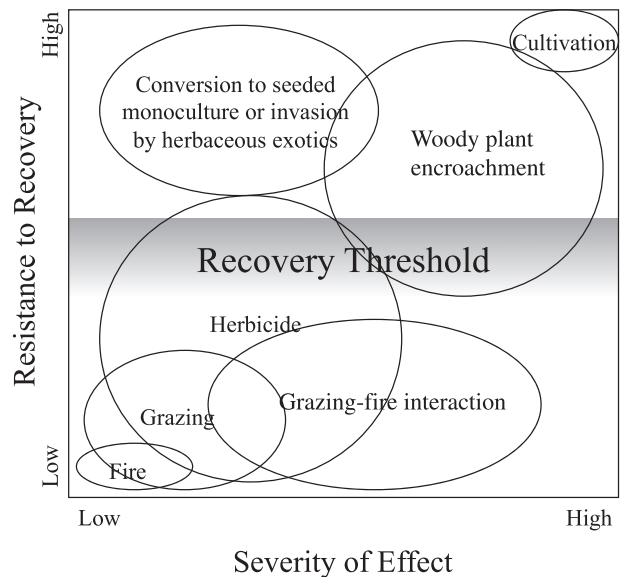 High
Cultivation
Conversion to seeded
monoculture or invasion
by herbaceous exotics
Woody plant
encroachment
Resistance to Recovery
Recovery Threshold
Herbicide
Grazing-fire interaction
Grazing
Fire
Low
Low
High
Severity of Effect